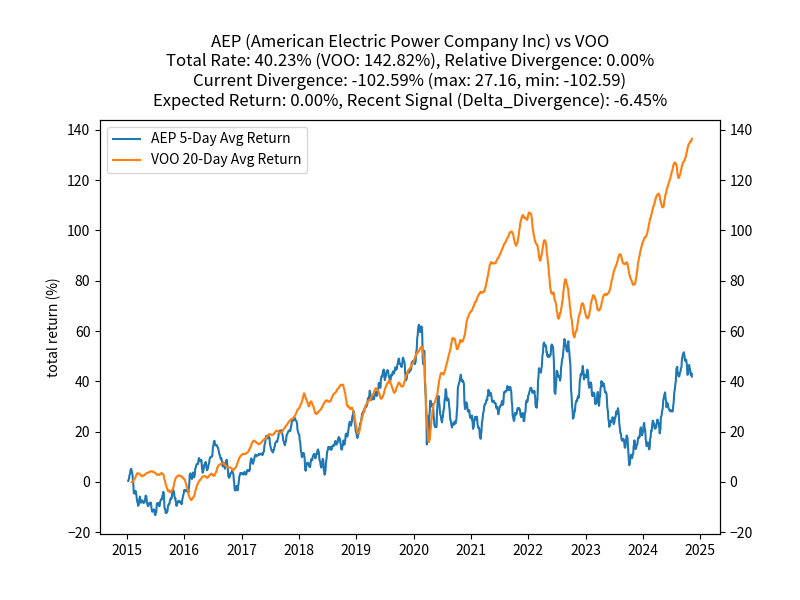 AEP (American Electric Power Company Inc) vs VOO
Total Rate: 40.23% (VOO: 142.82%), Relative Divergence: 0.00%
Current Divergence: -102.59% (max: 27.16, min: -102.59)
Expected Return: 0.00%, Recent Signal (Delta_Divergence): -6.45%
AEP 5-Day Avg Return
VOO 20-Day Avg Return
total return (%)
140 140
120 120
100 100
80 80
60 60
40 40
20 20
0 0
−20 −20
2015 2016 2017 2018 2019 2020 2021 2022 2023 2024 2025